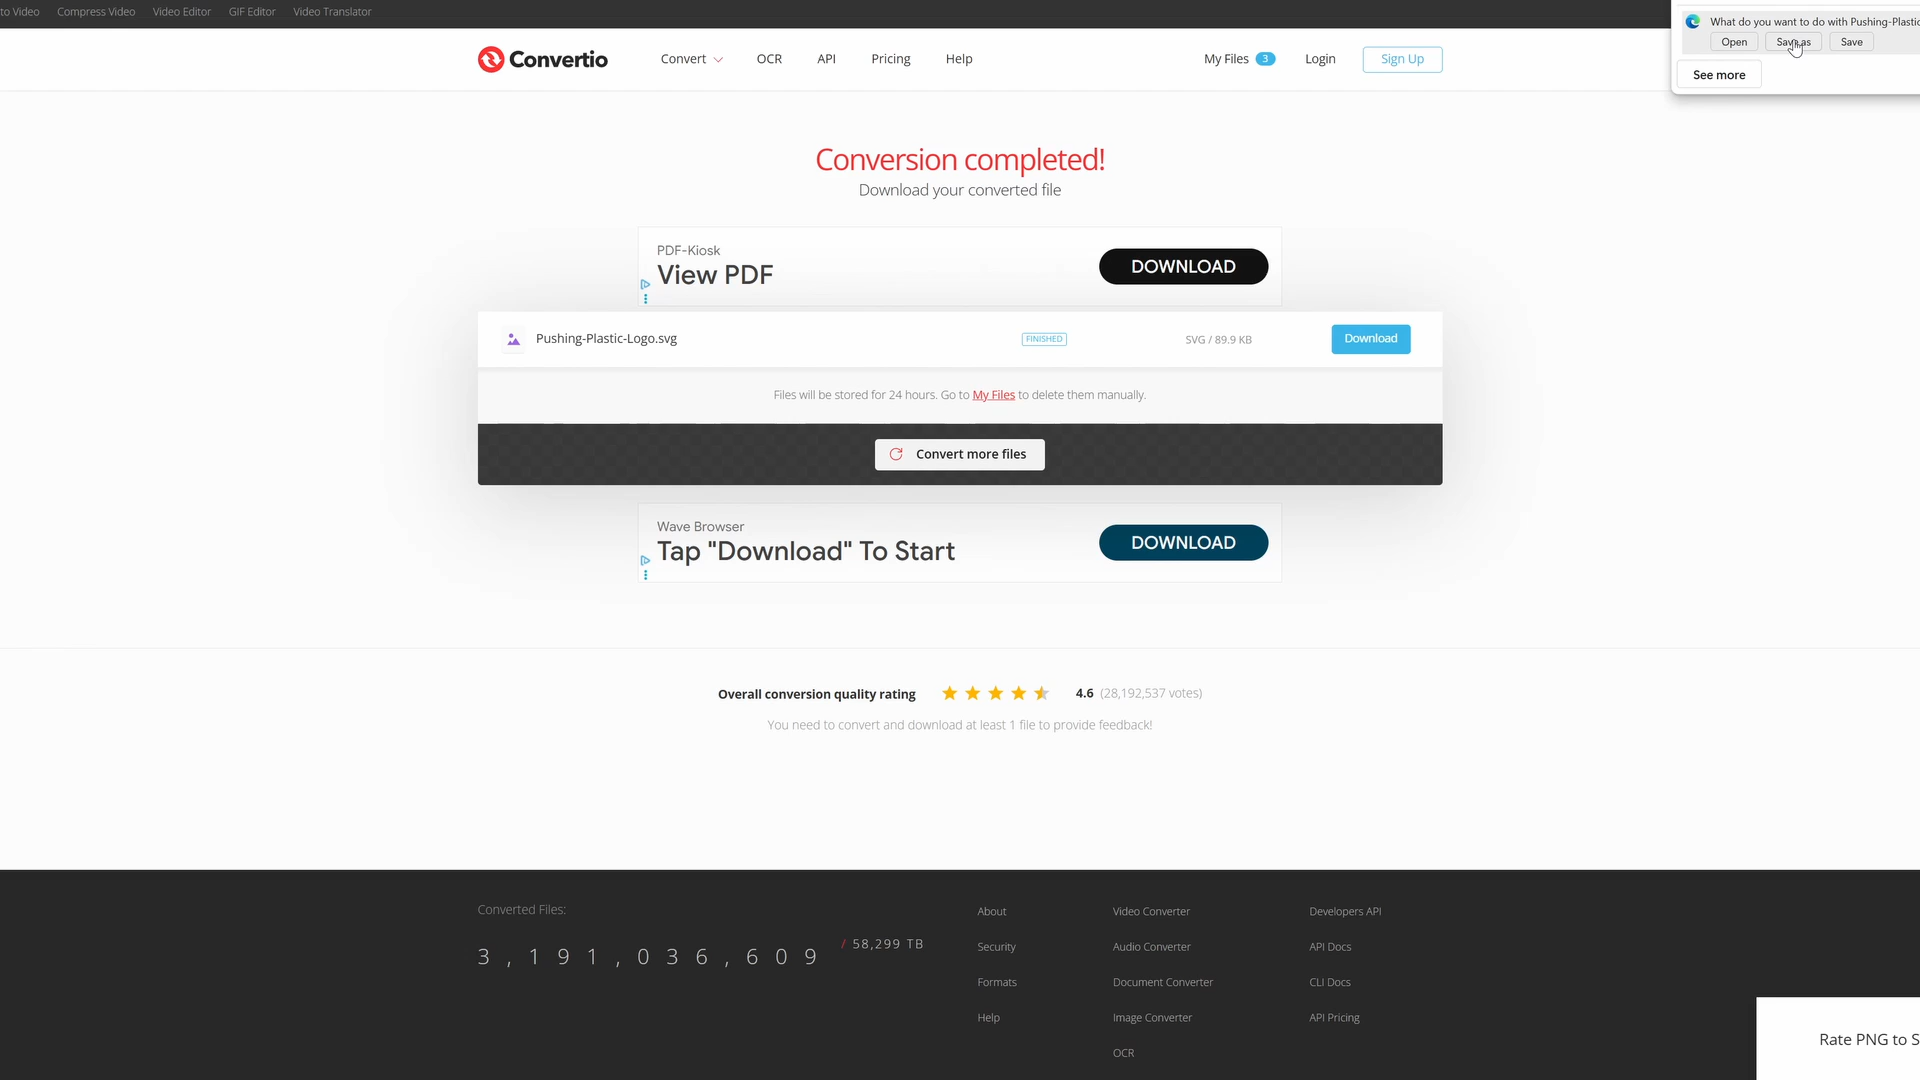 to Video Compress Video Video Editor GIF Editor Video Translator
What do you want to do with Pushing-Plastic
Open Save as Save
See more
Convertio Convert OCR API Pricing Help My Files 3 Login Sign Up
Conversion completed!
Download your converted file
PDF-Kiosk
View PDF
DOWNLOAD
Pushing-Plastic-Logo.svg FINISHED SVG / 89.9 KB Download
Files will be stored for 24 hours. Go to My Files to delete them manually.
Convert more files
Wave Browser
Tap "Download" To Start
DOWNLOAD
Overall conversion quality rating 4.6 (28,192,537 votes)
You need to convert and download at least 1 file to provide feedback!
Converted Files:
3,191,036,609 / 58,299 TB
About
Security
Formats
Help
Video Converter
Audio Converter
Document Converter
Image Converter
OCR
Developers API
API Docs
CLI Docs
API Pricing
Rate PNG to S